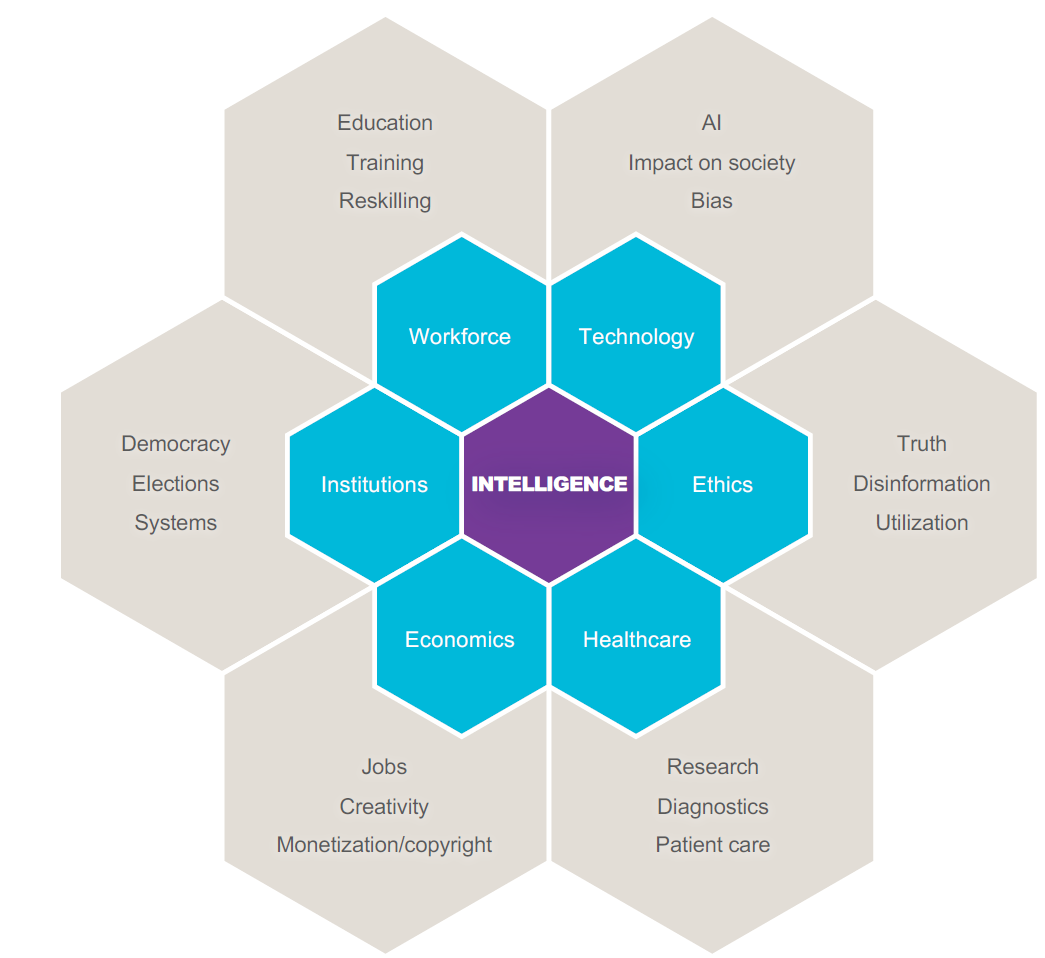 Education
Training
Reskilling
AI
Impact on society
Bias
Workforce
Technology
Democracy
Elections
Systems
Institutions
INTELLIGENCE
Ethics
Truth
Disinformation
Utilization
Economics
Healthcare
Jobs
Creativity
Monetization/copyright
Research
Diagnostics
Patient care